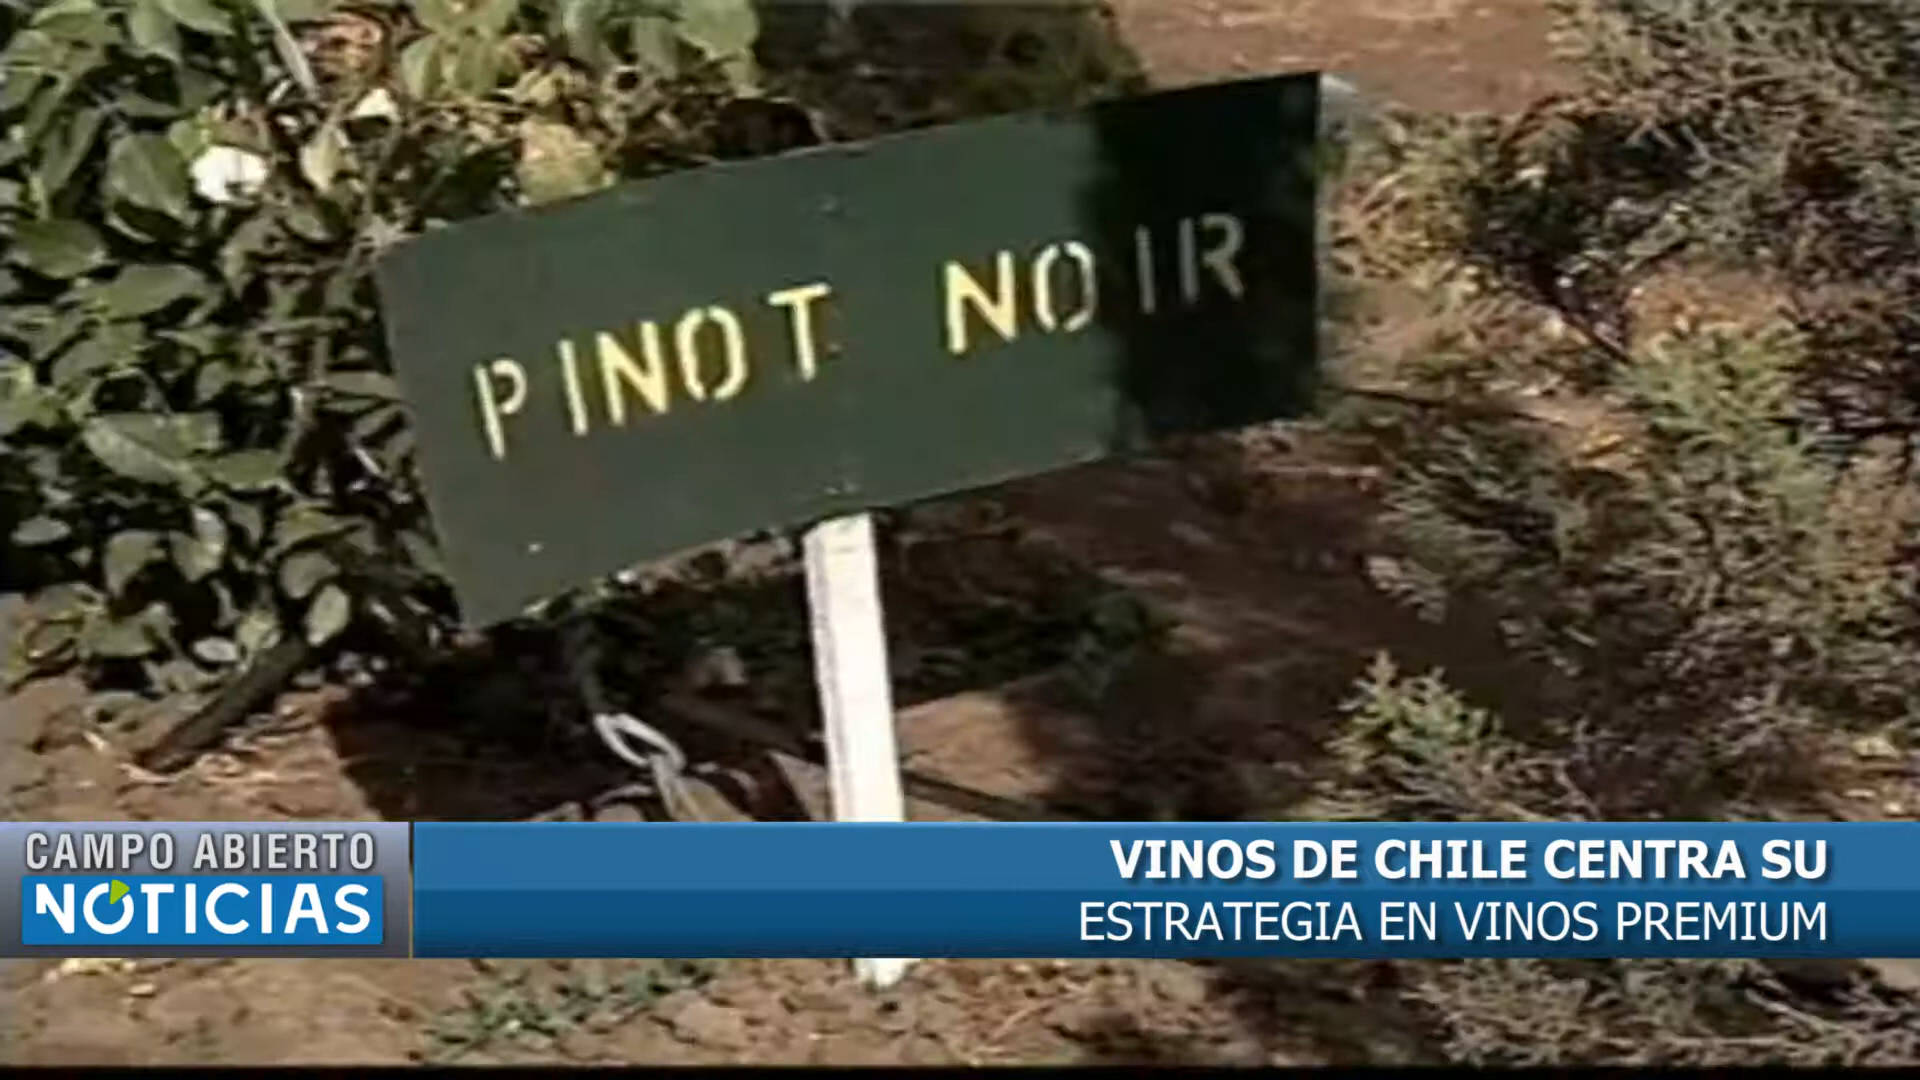 PINOT NOIR
CAMPO ABIERTO
NOTICIAS
VINOS DE CHILE CENTRA SU
ESTRATEGIA EN VINOS PREMIUM